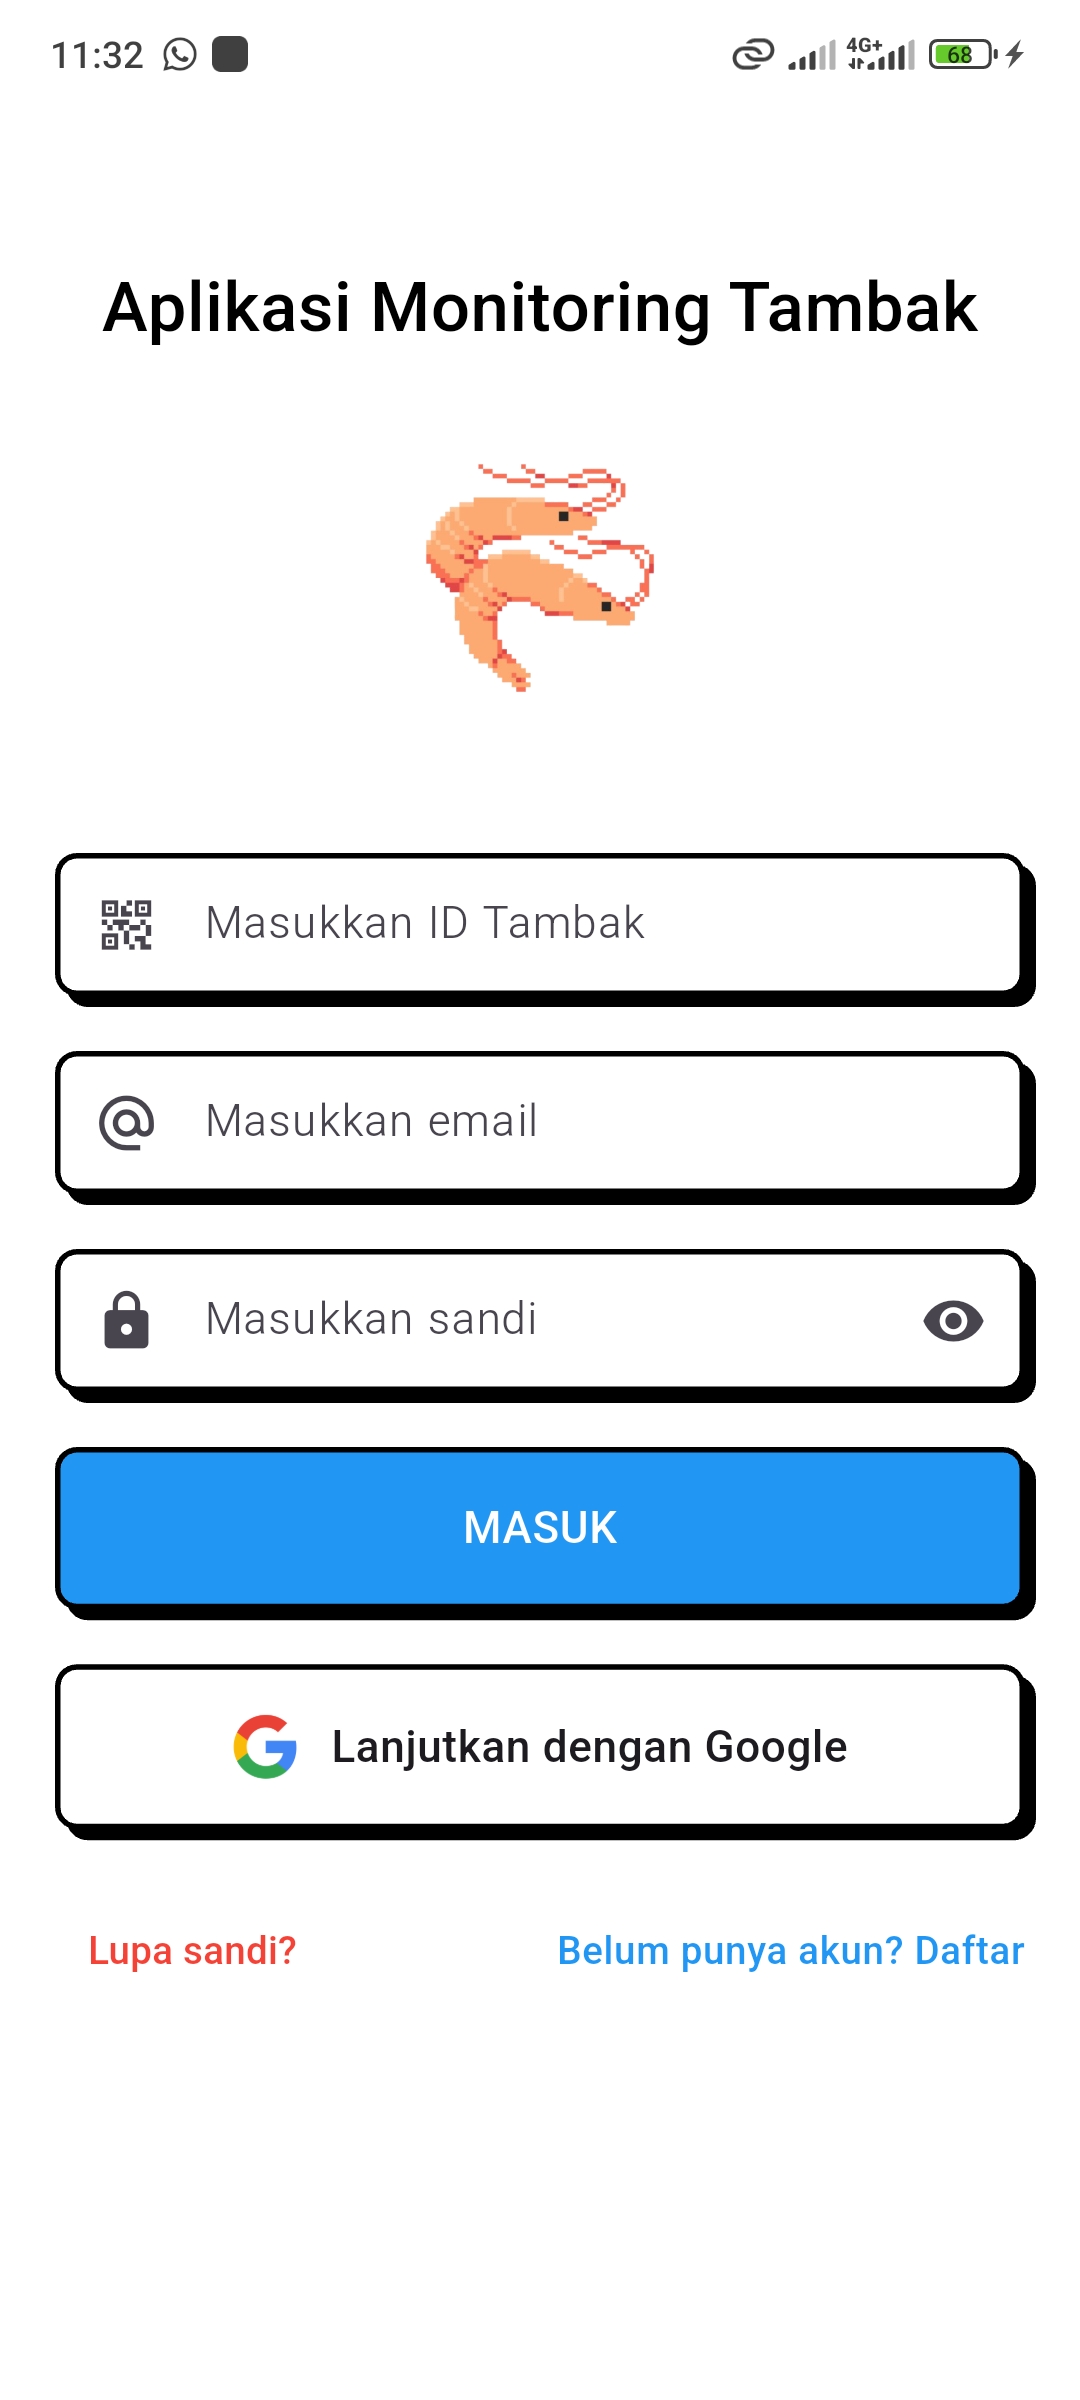 11:32
4G+
68
Aplikasi Monitoring Tambak
Masukkan ID Tambak
Masukkan email
Masukkan sandi
MASUK
Lanjutkan dengan Google
Lupa sandi?
Belum punya akun? Daftar